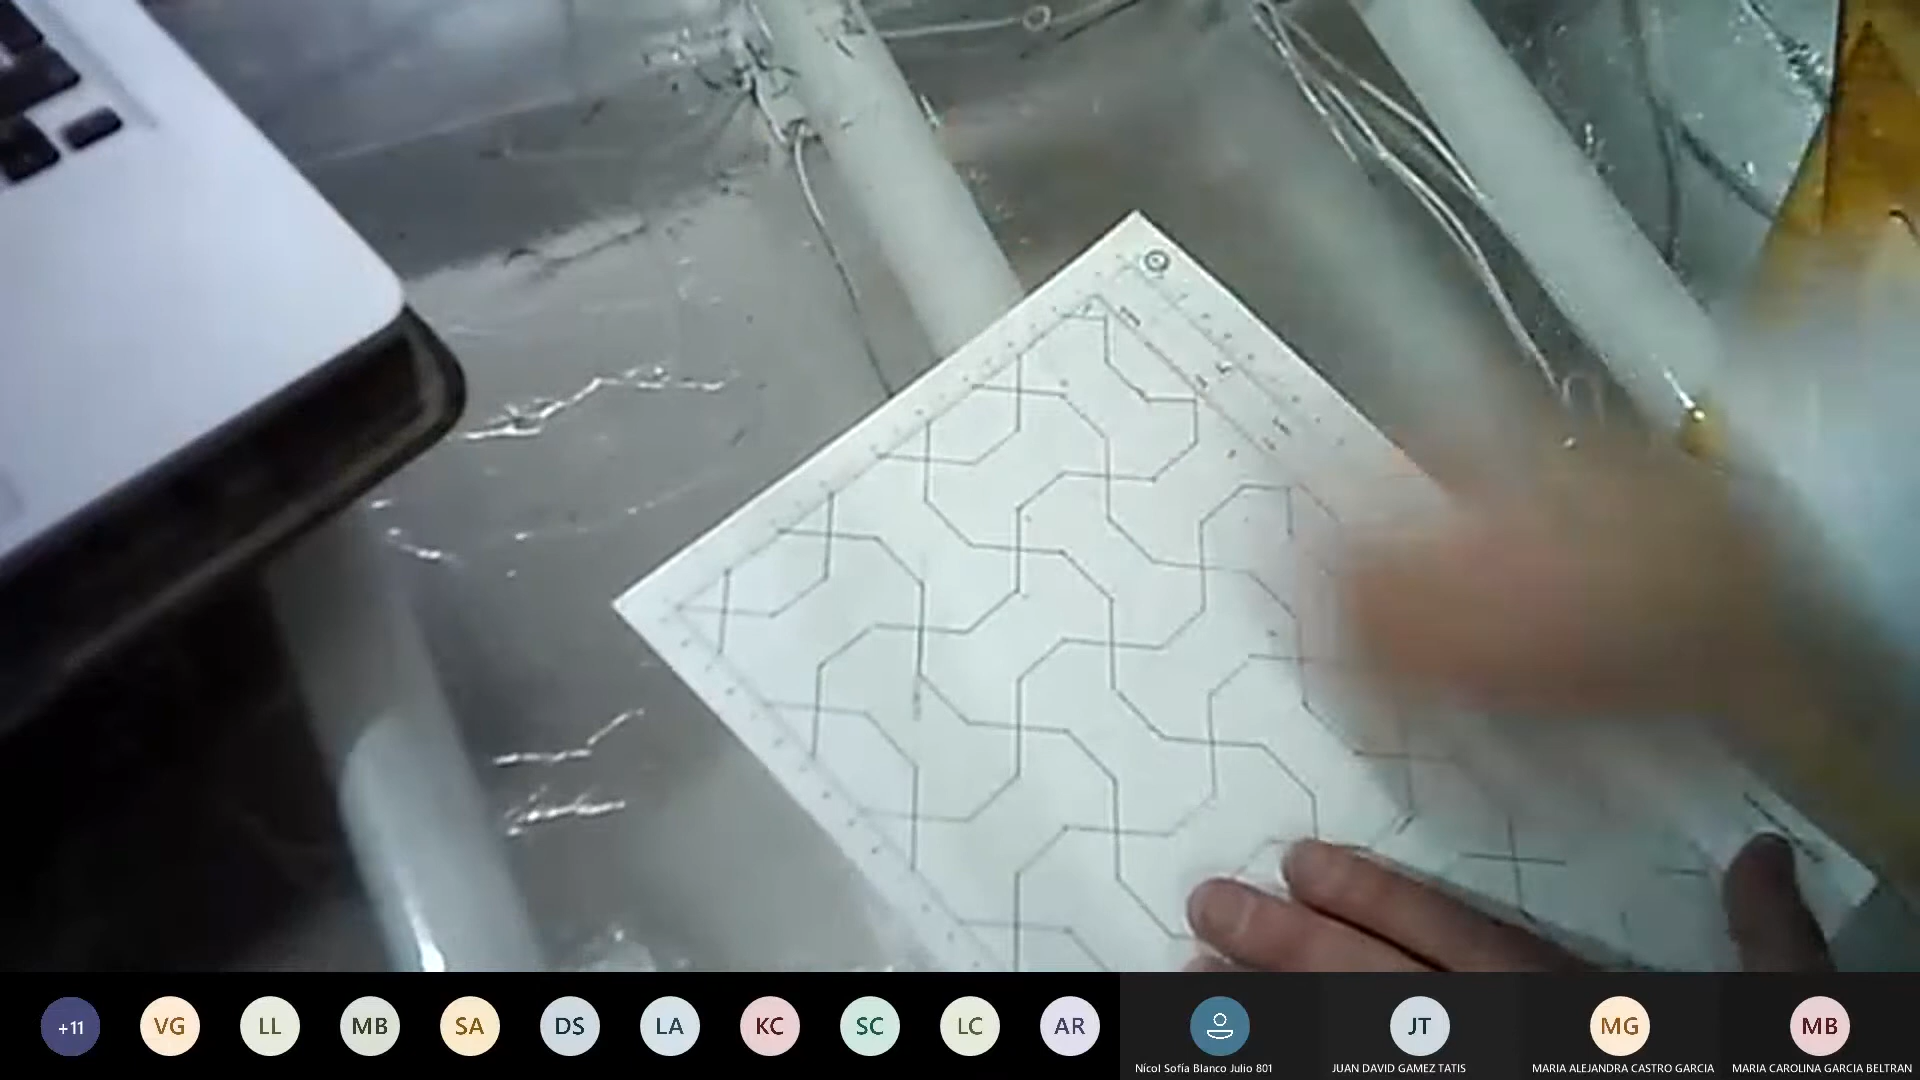 +11
VG
LL
MB
SA
DS
LA
KC
SC
LC
AR
JT
MG
MB
Nícol Sofía Blanco Julio 801
JUAN DAVID GAMEZ TATIS
MARIA ALEJANDRA CASTRO GARCIA
MARIA CAROLINA GARCIA BELTRAN